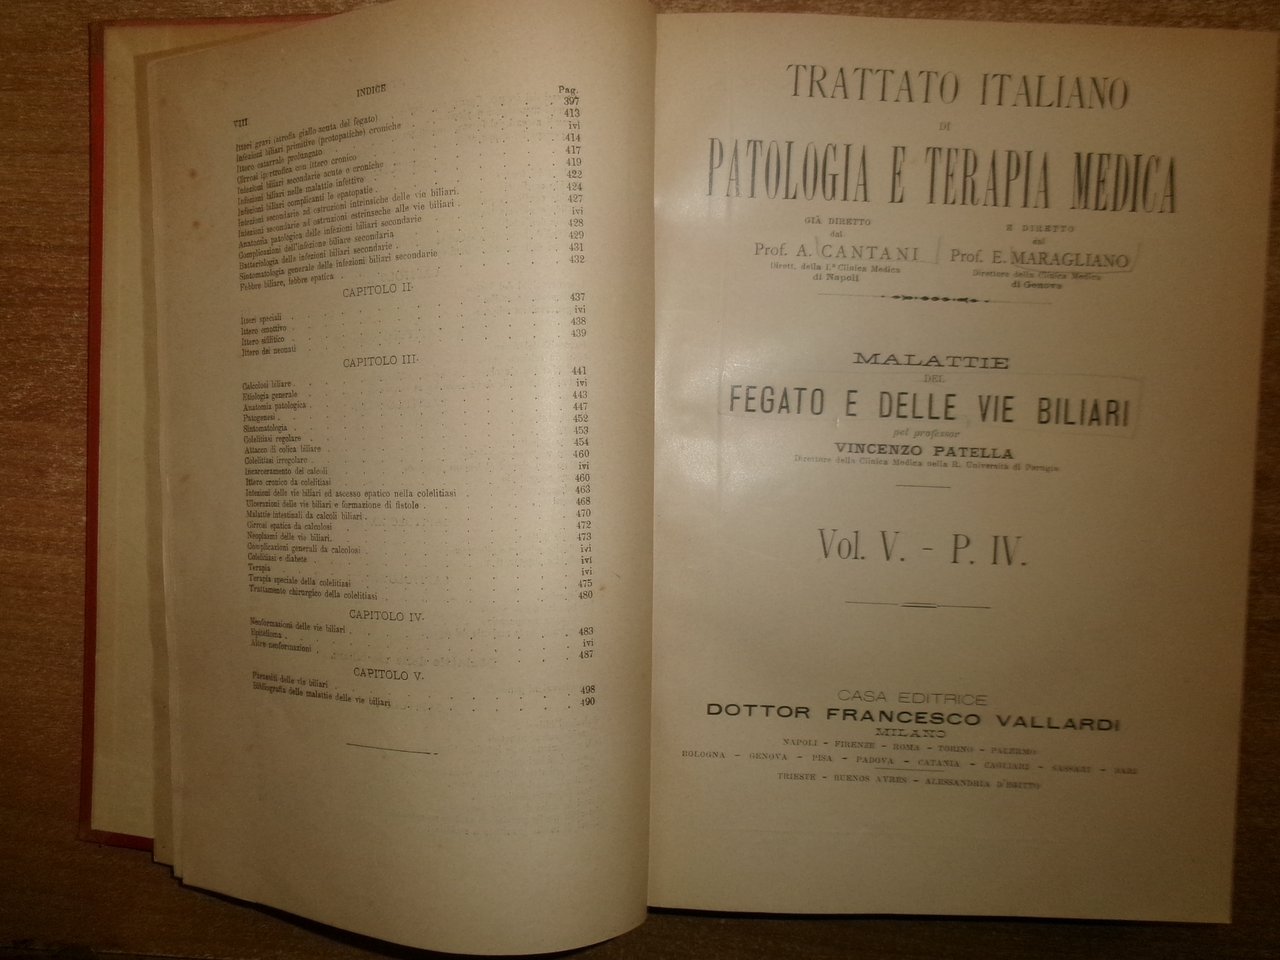 VIII
INDICE
Pag.
Itteri gravi (atrofia giallo-acuta del fegato) 397
Infezioni biliari primitive (protopatiche) croniche 413
Ittero catarrale prolungato ivi
Cirrosi ipertrofica con ittero cronico 414
Infezioni biliari secondarie acute o croniche 417
Infezioni biliari nelle malattie infettive 419
Infezioni biliari complicanti le epatopatie 422
Infezioni secondarie ad ostruzioni intrinsiche delle vie biliari. 424
Infezioni secondarie ad ostruzioni estrinseche alle vie biliari 427
Anatomia patologica delle infezioni biliari secondarie ivi
Complicazioni dell'infezione biliare secondaria 428
Batteriologia delle infezioni biliari secondarie 429
Sintomatologia generale delle infezioni biliari secondarie 431
Febbre biliare, febbre epatica 432
CAPITOLO II.
Itteri speciali 437
Ittero emottivo ivi
Ittero sifilitico 438
Ittero dei neonati 439
CAPITOLO III.
Calcolosi biliare 441
Etiologia generale ivi
Anatomia patologica 443
Patogenesi 447
Sintomatologia 452
Colelitiasi regolare 453
Attacco di colica biliare 454
Colelitiasi irregolare 460
Incarceramento dei calcoli ivi
Ittero cronico da colelitiasi 460
Infezioni delle vie biliari ed ascesso epatico nella colelitiasi 463
Ulcerazioni delle vie biliari e formazione di fistole 468
Malattie intestinali da calcoli biliari 470
Cirrosi epatica da calcolosi 472
Neoplasmi delle vie biliari. 473
Complicazioni generali da calcolosi ivi
Colelitiasi e diabete ivi
Terapia ivi
Terapia speciale della colelitiasi 475
Trattamento chirurgico della colelitiasi 480
CAPITOLO IV.
Neoformazioni delle vie biliari 483
Epitelioma ivi
Altre neoformazioni 487
CAPITOLO V.
Parassiti delle vie biliari 498
Bibliografia delle malattie delle vie biliari 490
TRATTATO ITALIANO
DI
PATOLOGIA E TERAPIA MEDICA
GIÀ DIRETTO
dal
Prof. A. CANTANI
Dirett. della I.ª Clinica Medica
di Napoli
E DIRETTO
dal
Prof. E. MARAGLIANO
Direttore della Clinica Medica
di Genova
MALATTIE
DEL
FEGATO E DELLE VIE BILIARI
pel professor
VINCENZO PATELLA
Direttore della Clinica Medica nella R. Università di Perugia
Vol. V. - P. IV.
CASA EDITRICE
DOTTOR FRANCESCO VALLARDI
MILANO
NAPOLI - FIRENZE - ROMA - TORINO - PALERMO
BOLOGNA - GENOVA - PISA - PADOVA - CATANIA - CAGLIARI - SASSARI - BARI
TRIESTE - BUENOS AYRES - ALESSANDRIA D'EGITTO